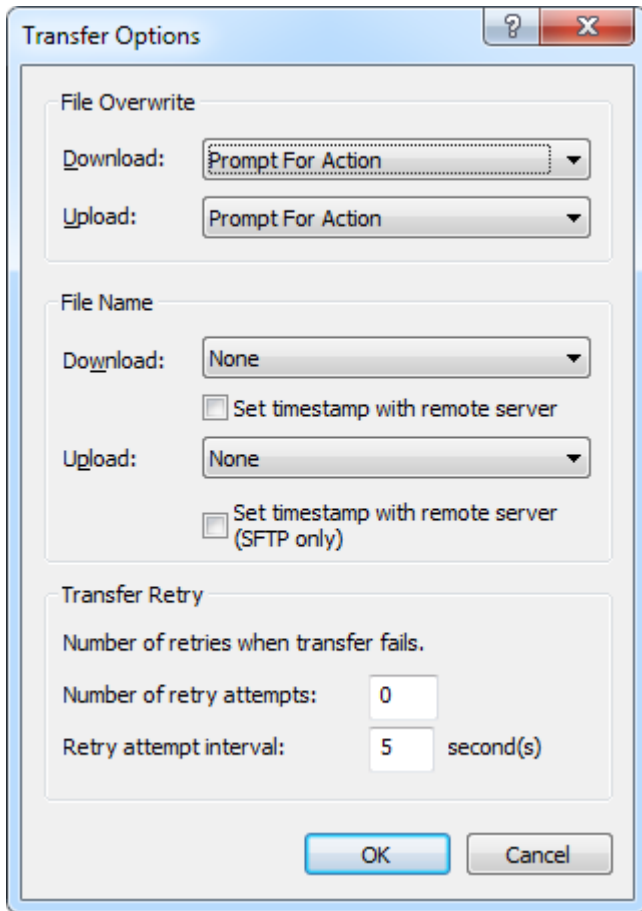 Transfer Options
?
X
File Overwrite
Download: Prompt For Action
Upload: Prompt For Action
File Name
Download: None
Set timestamp with remote server
Upload: None
Set timestamp with remote server
(SFTP only)
Transfer Retry
Number of retries when transfer fails.
Number of retry attempts: 0
Retry attempt interval: 5 second(s)
OK Cancel